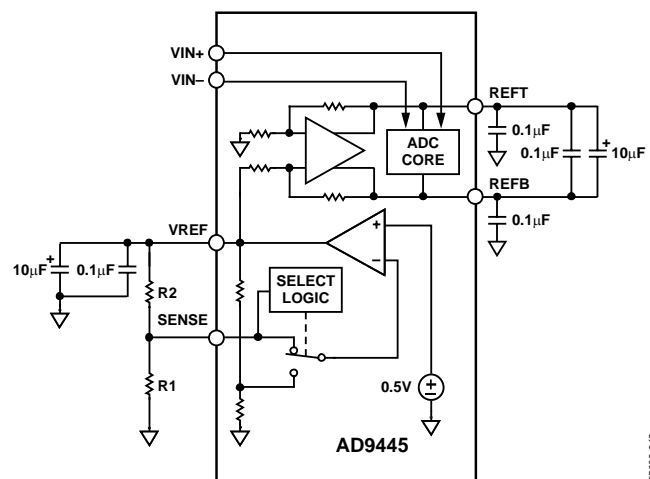 VIN+
VIN–
REFT
ADC
CORE
0.1µF
0.1µF
+
10µF
REFB
0.1µF
VREF
+
–
+
10µF
0.1µF
R2
SELECT
LOGIC
SENSE
R1
0.5V
+
–
AD9445